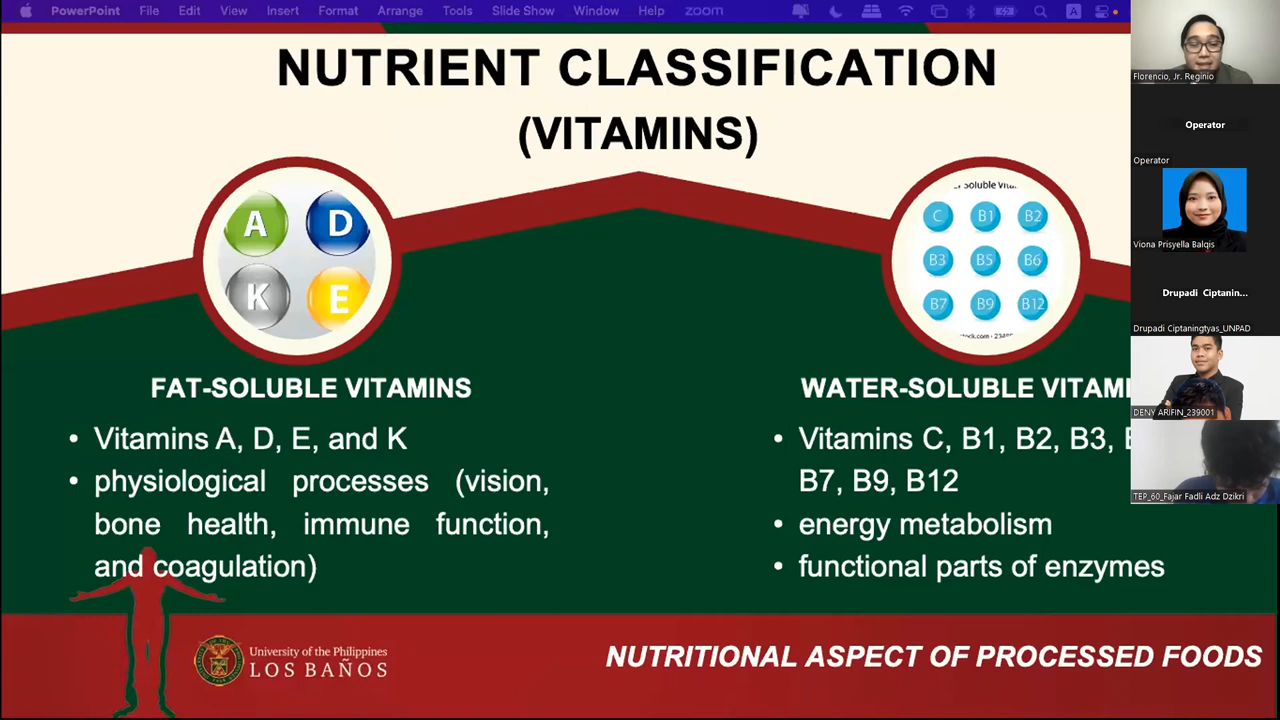 PowerPoint File Edit View Insert Format Arrange Tools Slide Show Window Help zoom
NUTRIENT CLASSIFICATION
(VITAMINS)
A D
K E
C B1 B2
B3 B5 B6
B7 B9 B12
FAT-SOLUBLE VITAMINS
• Vitamins A, D, E, and K
• physiological processes (vision,
bone health, immune function,
and coagulation)
WATER-SOLUBLE VITAMI
• Vitamins C, B1, B2, B3,
B7, B9, B12
• energy metabolism
• functional parts of enzymes
University of the Philippines
LOS BAÑOS
NUTRITIONAL ASPECT OF PROCESSED FOODS
Florencio, Jr. Reginio
Operator
Operator
Viona Prisyella Balqis
Drupadi Ciptanin...
Drupadi Ciptaningtyas_UNPAD
DENY ARIFIN_239001
TEP_60_Fajar Fadli Adz Dzikri